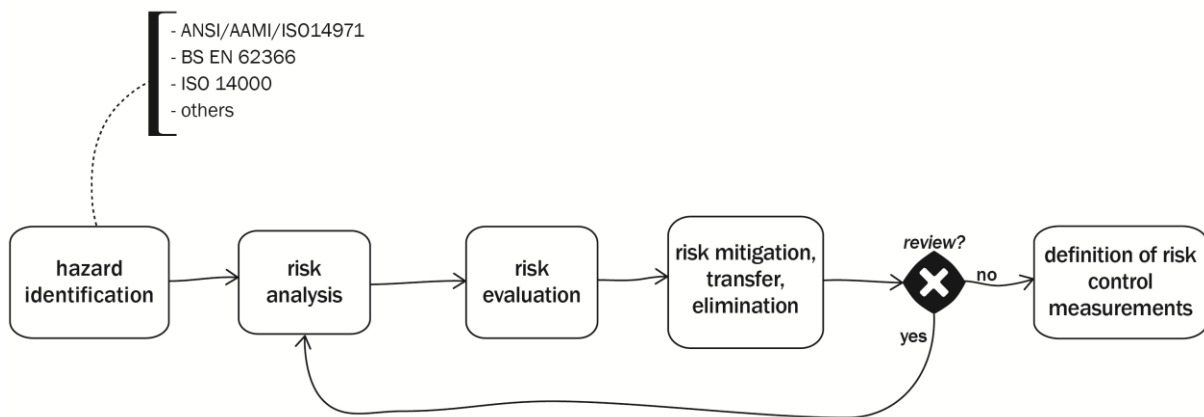 - ANSI/AAMI/ISO14971
- BS EN 62366
- ISO 14000
- others
hazard
identification
risk
analysis
risk
evaluation
risk mitigation,
transfer,
elimination
review?
no
yes
definition of risk
control
measurements